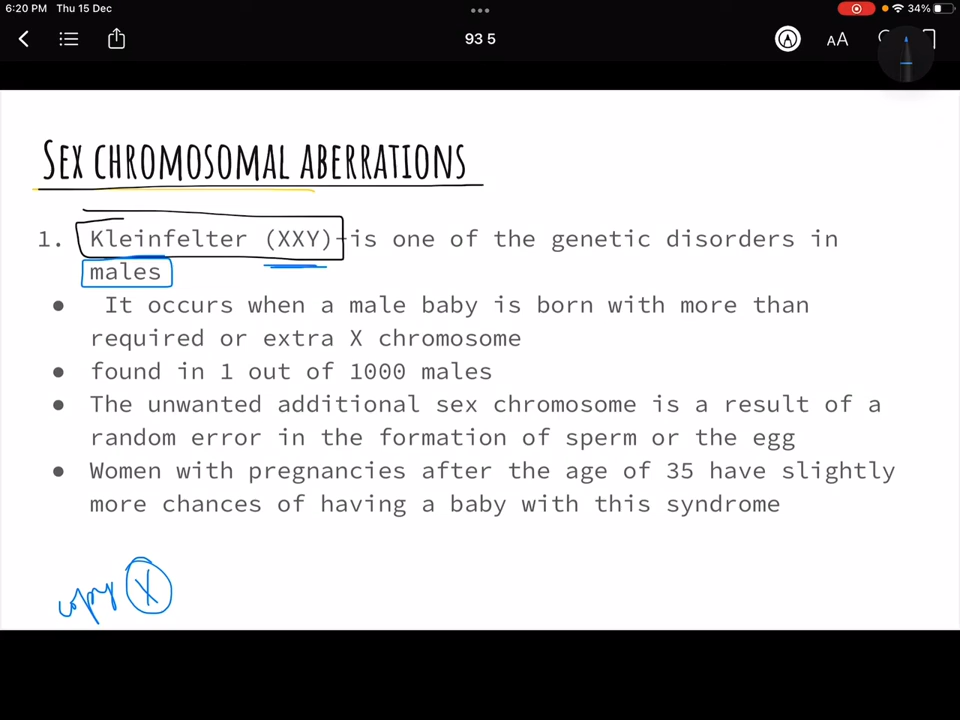 6:20 PM Thu 15 Dec
34%
93 5
AA
SEX CHROMOSOMAL ABERRATIONS
1. Kleinfelter (XXY)-is one of the genetic disorders in
males
● It occurs when a male baby is born with more than
required or extra X chromosome
● found in 1 out of 1000 males
● The unwanted additional sex chromosome is a result of a
random error in the formation of sperm or the egg
● Women with pregnancies after the age of 35 have slightly
more chances of having a baby with this syndrome
copy X